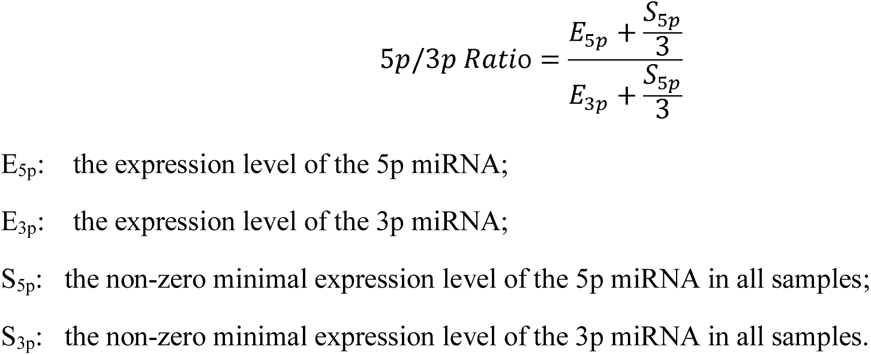 5p/3p Ratio = (E₅ₚ + S₅ₚ/3) / (E₃ₚ + S₅ₚ/3)
E₅ₚ: the expression level of the 5p miRNA;
E₃ₚ: the expression level of the 3p miRNA;
S₅ₚ: the non-zero minimal expression level of the 5p miRNA in all samples;
S₃ₚ: the non-zero minimal expression level of the 3p miRNA in all samples.